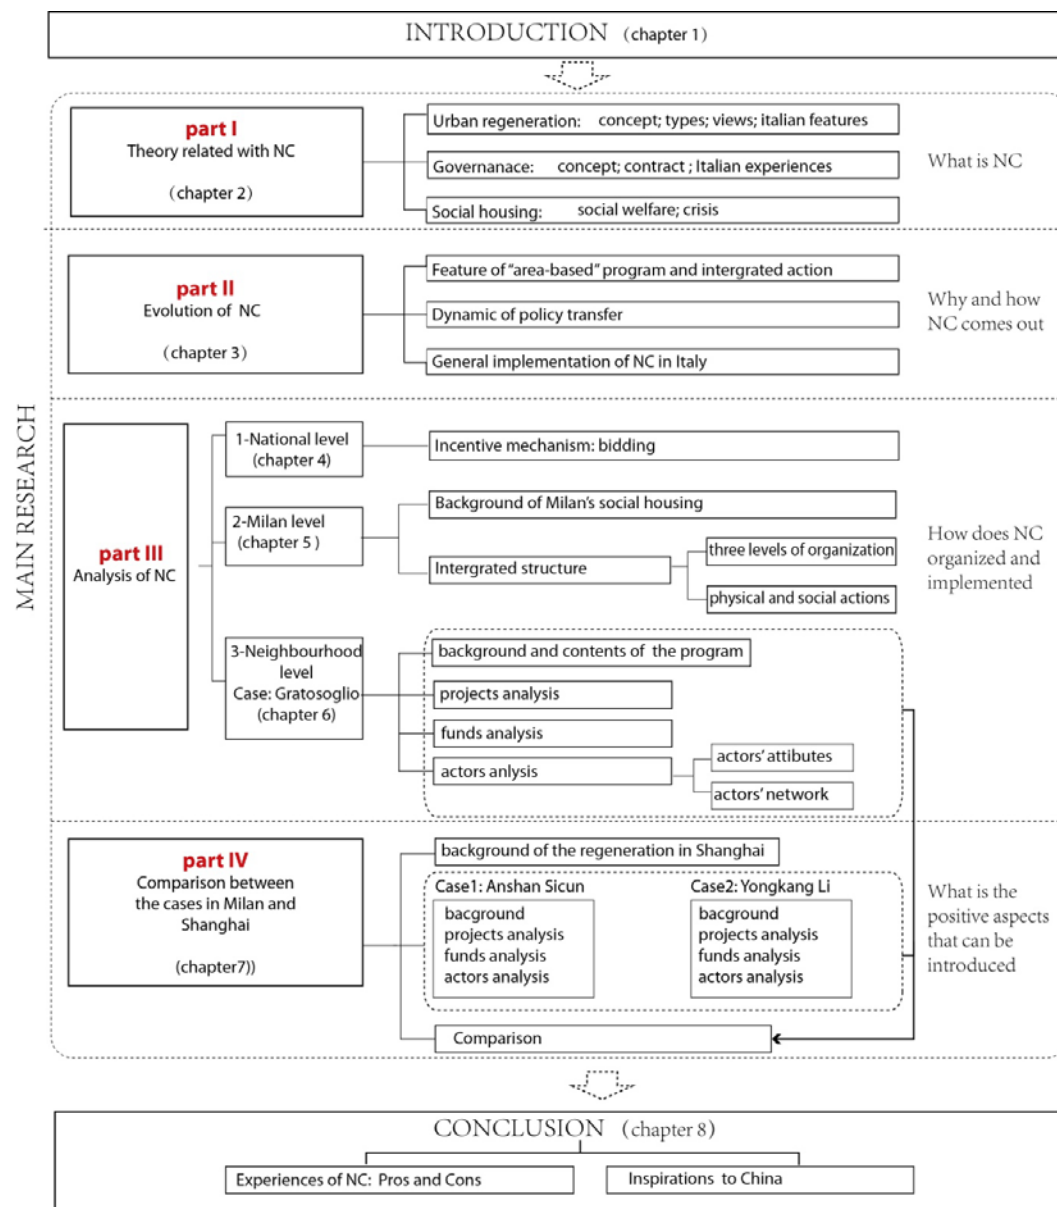 INTRODUCTION (chapter 1)
part I
Theory related with NC
(chapter 2)
Urban regeneration: concept; types; views; italian features
Governanace: concept; contract ; Italian experiences
Social housing: social welfare; crisis
What is NC
part II
Evolution of NC
(chapter 3)
Feature of "area-based" program and intergrated action
Dynamic of policy transfer
General implementation of NC in Italy
Why and how
NC comes out
MAIN RESEARCH
part III
Analysis of NC
1-National level
(chapter 4)
Incentive mechanism: bidding
2-Milan level
(chapter 5 )
Background of Milan's social housing
Intergrated structure
three levels of organization
physical and social actions
3-Neighbourhood
level
Case: Gratosoglio
(chapter 6)
background and contents of the program
projects analysis
funds analysis
actors anlysis
actors' attibutes
actors' network
How does NC
organized and
implemented
part IV
Comparison between
the cases in Milan and
Shanghai
(chapter7))
background of the regeneration in Shanghai
Case1: Anshan Sicun
bacground
projects analysis
funds analysis
actors analysis
Case2: Yongkang Li
bacground
projects analysis
funds analysis
actors analysis
Comparison
What is the
positive aspects
that can be
introduced
CONCLUSION (chapter 8)
Experiences of NC: Pros and Cons
Inspirations to China